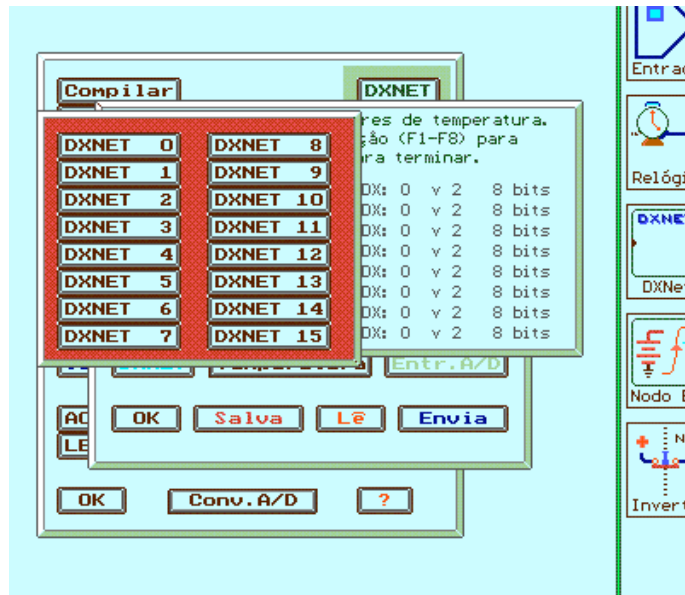 Compilar
DXNET
res de temperatura.
ção (F1-F8) para
ra terminar.
DXNET 0
DXNET 8
DXNET 1
DXNET 9
DXNET 2
DXNET 10
DXNET 3
DXNET 11
DXNET 4
DXNET 12
DXNET 5
DXNET 13
DXNET 6
DXNET 14
DXNET 7
DXNET 15
DX: 0 v 2 8 bits
DX: 0 v 2 8 bits
DX: 0 v 2 8 bits
DX: 0 v 2 8 bits
DX: 0 v 2 8 bits
DX: 0 v 2 8 bits
DX: 0 v 2 8 bits
DX: 0 v 2 8 bits
Temperatura
Entr.A/D
AC
LE
OK
Salva
Lê
Envia
OK
Conv.A/D
?
Entrad
Relógi
DXNE
DXNe
Nodo E
+
N
Invert